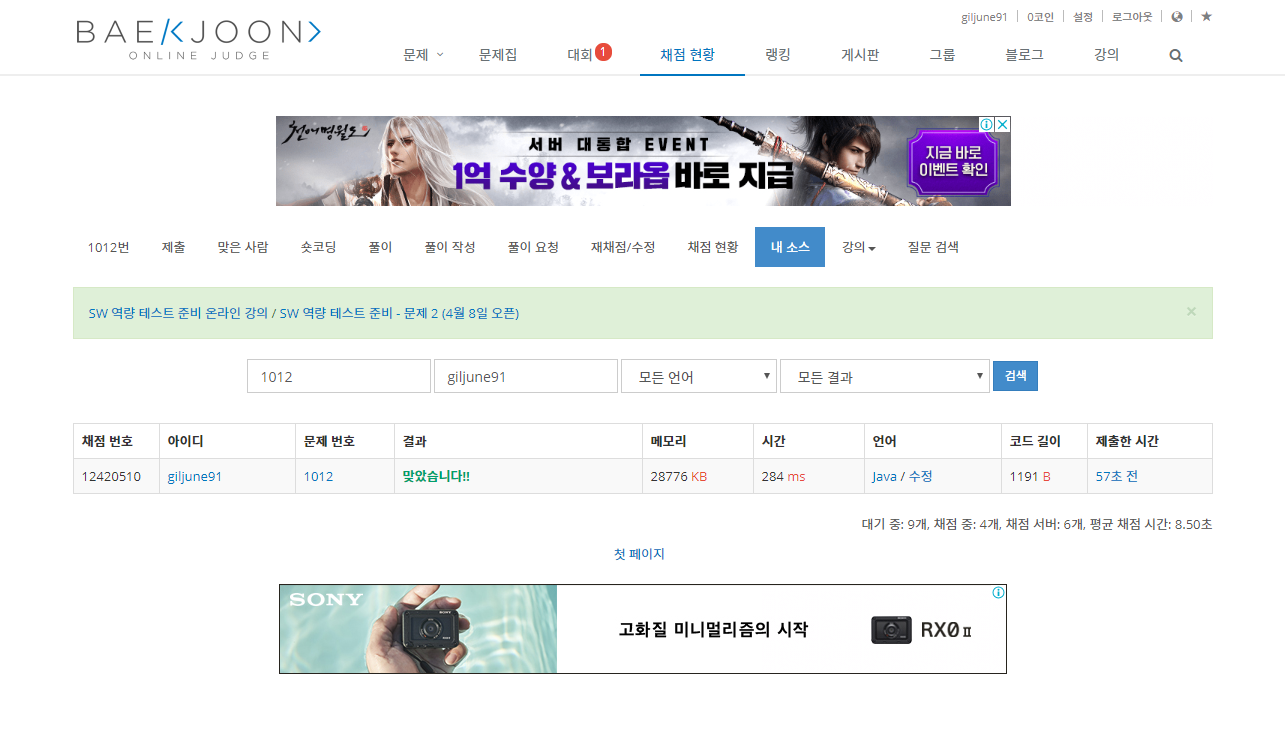 giljune91 0코인 설정 로그아웃
BAEKJOON
ONLINE JUDGE
문제 문제집 대회 1 채점 현황 랭킹 게시판 그룹 블로그 강의
천애명월도
서버 대통합 EVENT
1억 수양 & 보라옵 바로 지급
지금 바로
이벤트 확인
1012번 제출 맞은 사람 숏코딩 풀이 풀이 작성 풀이 요청 재채점/수정 채점 현황 내 소스 강의 질문 검색
SW 역량 테스트 준비 온라인 강의 / SW 역량 테스트 준비 - 문제 2 (4월 8일 오픈) ×
1012 giljune91 모든 언어 모든 결과 검색
채점 번호 아이디 문제 번호 결과 메모리 시간 언어 코드 길이 제출한 시간
12420510 giljune91 1012 맞았습니다!! 28776 KB 284 ms Java / 수정 1191 B 57초 전
대기 중: 9개, 채점 중: 4개, 채점 서버: 6개, 평균 채점 시간: 8.50초
첫 페이지
SONY
고화질 미니멀리즘의 시작
RX0 II